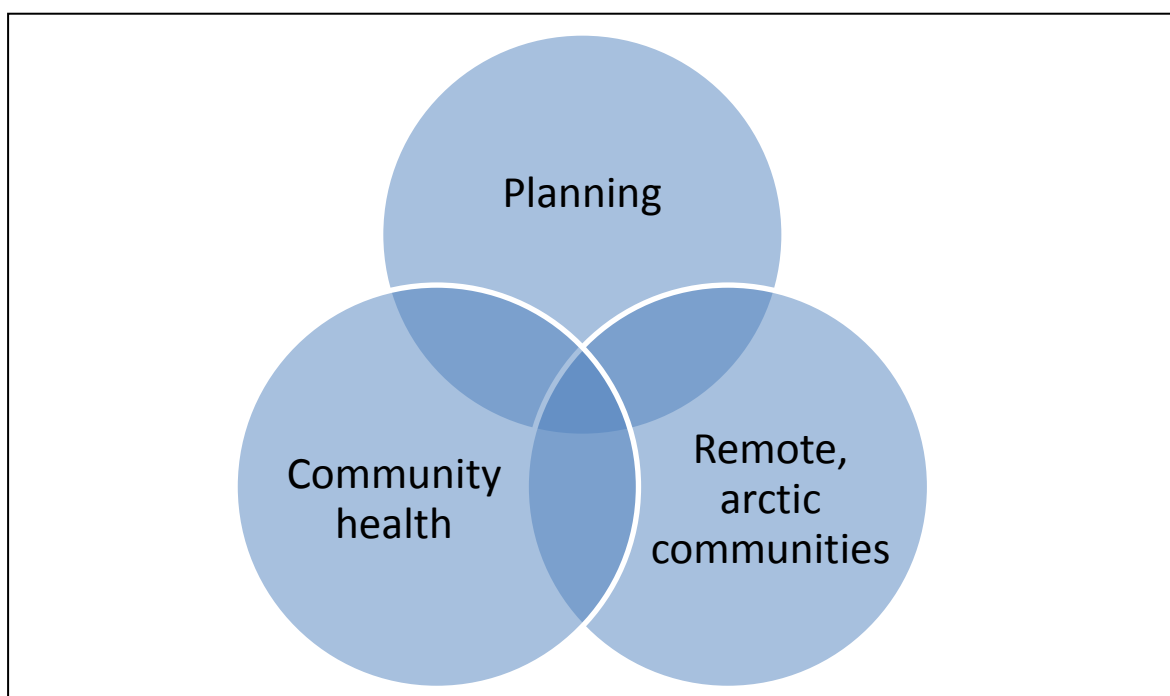 Planning
Community
health
Remote,
arctic
communities